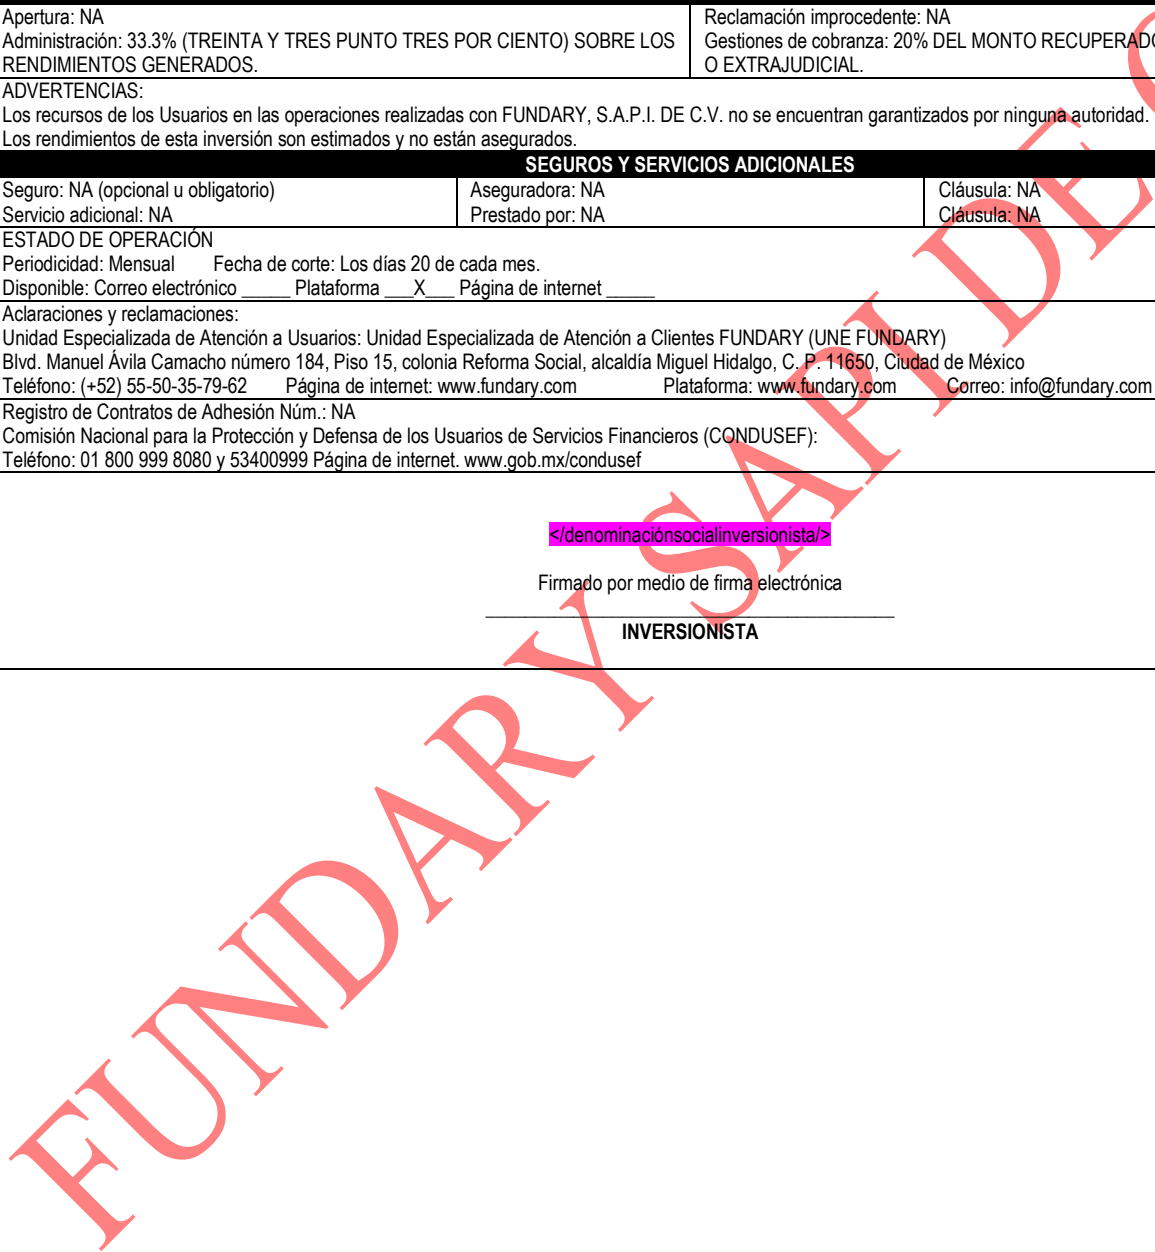 Apertura: NA
Administración: 33.3% (TREINTA Y TRES PUNTO TRES POR CIENTO) SOBRE LOS
RENDIMIENTOS GENERADOS.
Reclamación improcedente: NA
Gestiones de cobranza: 20% DEL MONTO RECUPERADO
O EXTRAJUDICIAL.
ADVERTENCIAS:
Los recursos de los Usuarios en las operaciones realizadas con FUNDARY, S.A.P.I. DE C.V. no se encuentran garantizados por ninguna autoridad.
Los rendimientos de esta inversión son estimados y no están asegurados.
SEGUROS Y SERVICIOS ADICIONALES
Seguro: NA (opcional u obligatorio)
Servicio adicional: NA
Aseguradora: NA
Prestado por: NA
Cláusula: NA
Cláusula: NA
ESTADO DE OPERACIÓN
Periodicidad: Mensual Fecha de corte: Los días 20 de cada mes.
Disponible: Correo electrónico _____ Plataforma ___X___ Página de internet _____
Aclaraciones y reclamaciones:
Unidad Especializada de Atención a Usuarios: Unidad Especializada de Atención a Clientes FUNDARY (UNE FUNDARY)
Blvd. Manuel Ávila Camacho número 184, Piso 15, colonia Reforma Social, alcaldía Miguel Hidalgo, C. P. 11650, Ciudad de México
Teléfono: (+52) 55-50-35-79-62 Página de internet: www.fundary.com Plataforma: www.fundary.com Correo: info@fundary.com
Registro de Contratos de Adhesión Núm.: NA
Comisión Nacional para la Protección y Defensa de los Usuarios de Servicios Financieros (CONDUSEF):
Teléfono: 01 800 999 8080 y 53400999 Página de internet. www.gob.mx/condusef
</denominaciónsocialinversionista/>
Firmado por medio de firma electrónica
INVERSIONISTA
FUNDARY SAPI DE